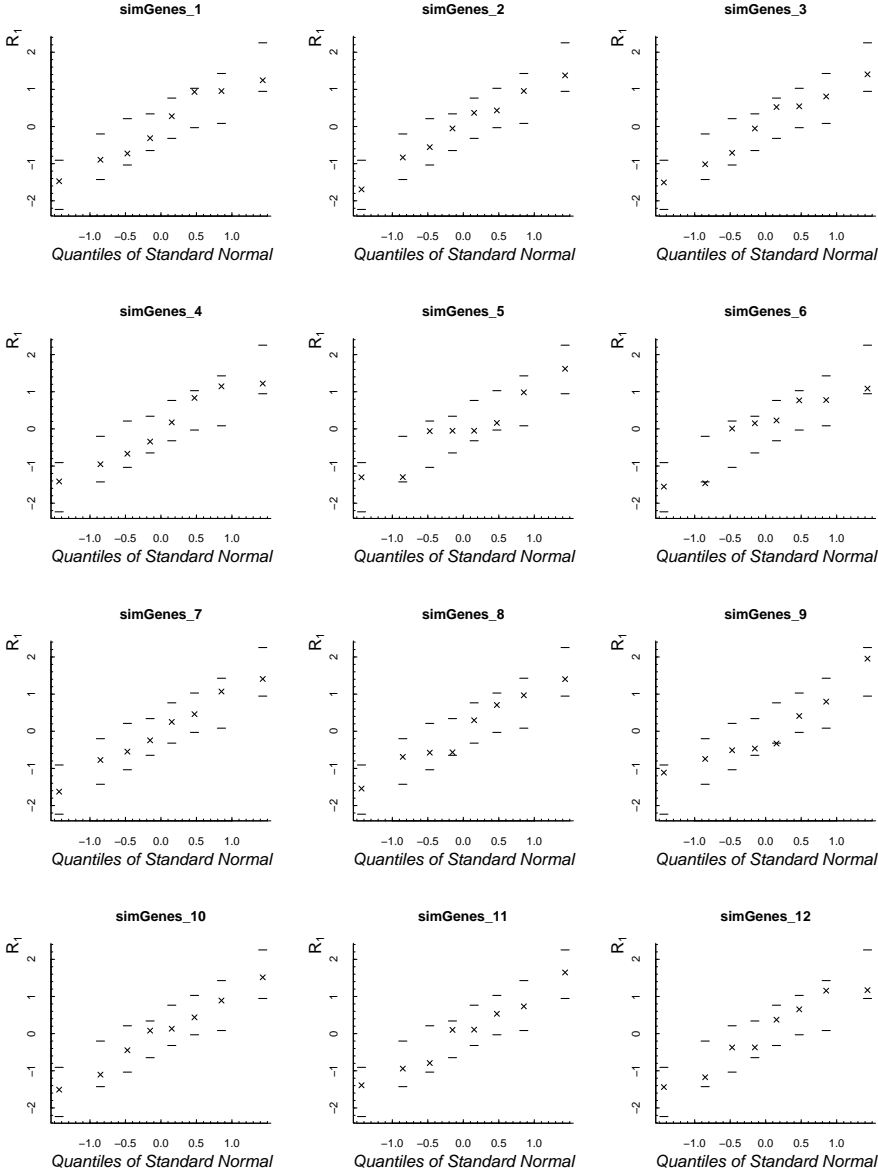 simGenes_1 simGenes_2 simGenes_3
R1 R1 R1
2 2 2
1 1 1
0 0 0
−1 −1 −1
−2 −2 −2
−1.0 −0.5 0.0 0.5 1.0 −1.0 −0.5 0.0 0.5 1.0 −1.0 −0.5 0.0 0.5 1.0
Quantiles of Standard Normal Quantiles of Standard Normal Quantiles of Standard Normal
simGenes_4 simGenes_5 simGenes_6
R1 R1 R1
2 2 2
1 1 1
0 0 0
−1 −1 −1
−2 −2 −2
−1.0 −0.5 0.0 0.5 1.0 −1.0 −0.5 0.0 0.5 1.0 −1.0 −0.5 0.0 0.5 1.0
Quantiles of Standard Normal Quantiles of Standard Normal Quantiles of Standard Normal
simGenes_7 simGenes_8 simGenes_9
R1 R1 R1
2 2 2
1 1 1
0 0 0
−1 −1 −1
−2 −2 −2
−1.0 −0.5 0.0 0.5 1.0 −1.0 −0.5 0.0 0.5 1.0 −1.0 −0.5 0.0 0.5 1.0
Quantiles of Standard Normal Quantiles of Standard Normal Quantiles of Standard Normal
simGenes_10 simGenes_11 simGenes_12
R1 R1 R1
2 2 2
1 1 1
0 0 0
−1 −1 −1
−2 −2 −2
−1.0 −0.5 0.0 0.5 1.0 −1.0 −0.5 0.0 0.5 1.0 −1.0 −0.5 0.0 0.5 1.0
Quantiles of Standard Normal Quantiles of Standard Normal Quantiles of Standard Normal